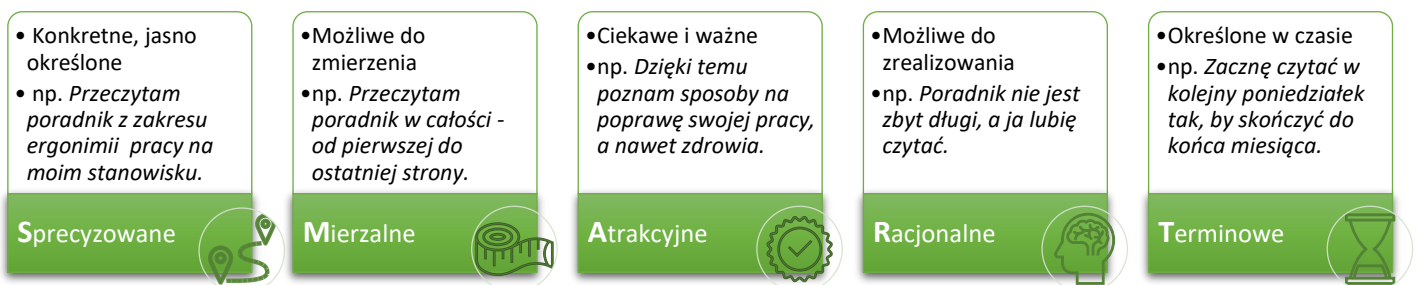 • Konkretne, jasno
określone
• np. Przeczytam
poradnik z zakresu
ergonimii pracy na
moim stanowisku.
Sprecyzowane
•Możliwe do
zmierzenia
•np. Przeczytam
poradnik w całości -
od pierwszej do
ostatniej strony.
Mierzalne
•Ciekawe i ważne
•np. Dzięki temu
poznam sposoby na
poprawę swojej pracy,
a nawet zdrowia.
Atrakcyjne
•Możliwe do
zrealizowania
•np. Poradnik nie jest
zbyt długi, a ja lubię
czytać.
Racjonalne
•Określone w czasie
•np. Zacznę czytać w
kolejny poniedziałek
tak, by skończyć do
końca miesiąca.
Terminowe